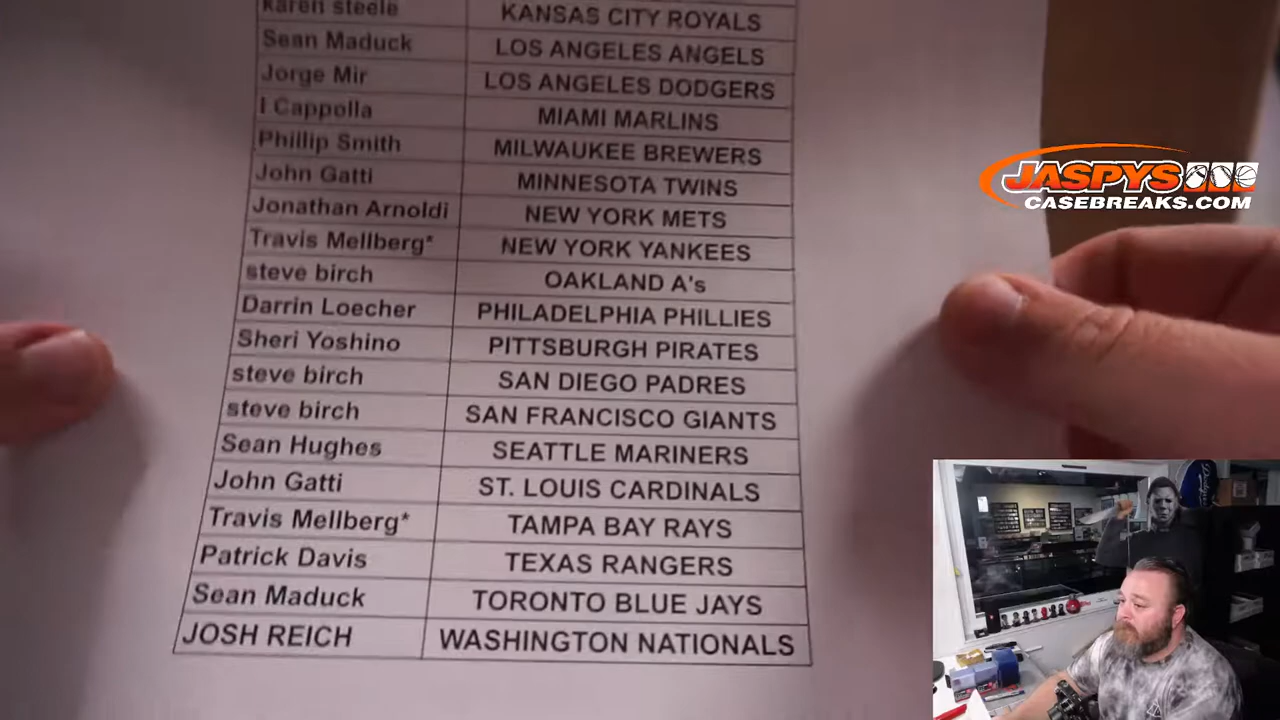 karen steele KANSAS CITY ROYALS
Sean Maduck LOS ANGELES ANGELS
Jorge Mir LOS ANGELES DODGERS
I Cappolla MIAMI MARLINS
Phillip Smith MILWAUKEE BREWERS
John Gatti MINNESOTA TWINS
Jonathan Arnoldi NEW YORK METS
Travis Mellberg* NEW YORK YANKEES
steve birch OAKLAND A's
Darrin Loecher PHILADELPHIA PHILLIES
Sheri Yoshino PITTSBURGH PIRATES
steve birch SAN DIEGO PADRES
steve birch SAN FRANCISCO GIANTS
Sean Hughes SEATTLE MARINERS
John Gatti ST. LOUIS CARDINALS
Travis Mellberg* TAMPA BAY RAYS
Patrick Davis TEXAS RANGERS
Sean Maduck TORONTO BLUE JAYS
JOSH REICH WASHINGTON NATIONALS
JASPYS
CASEBREAKS.COM
Dodgers